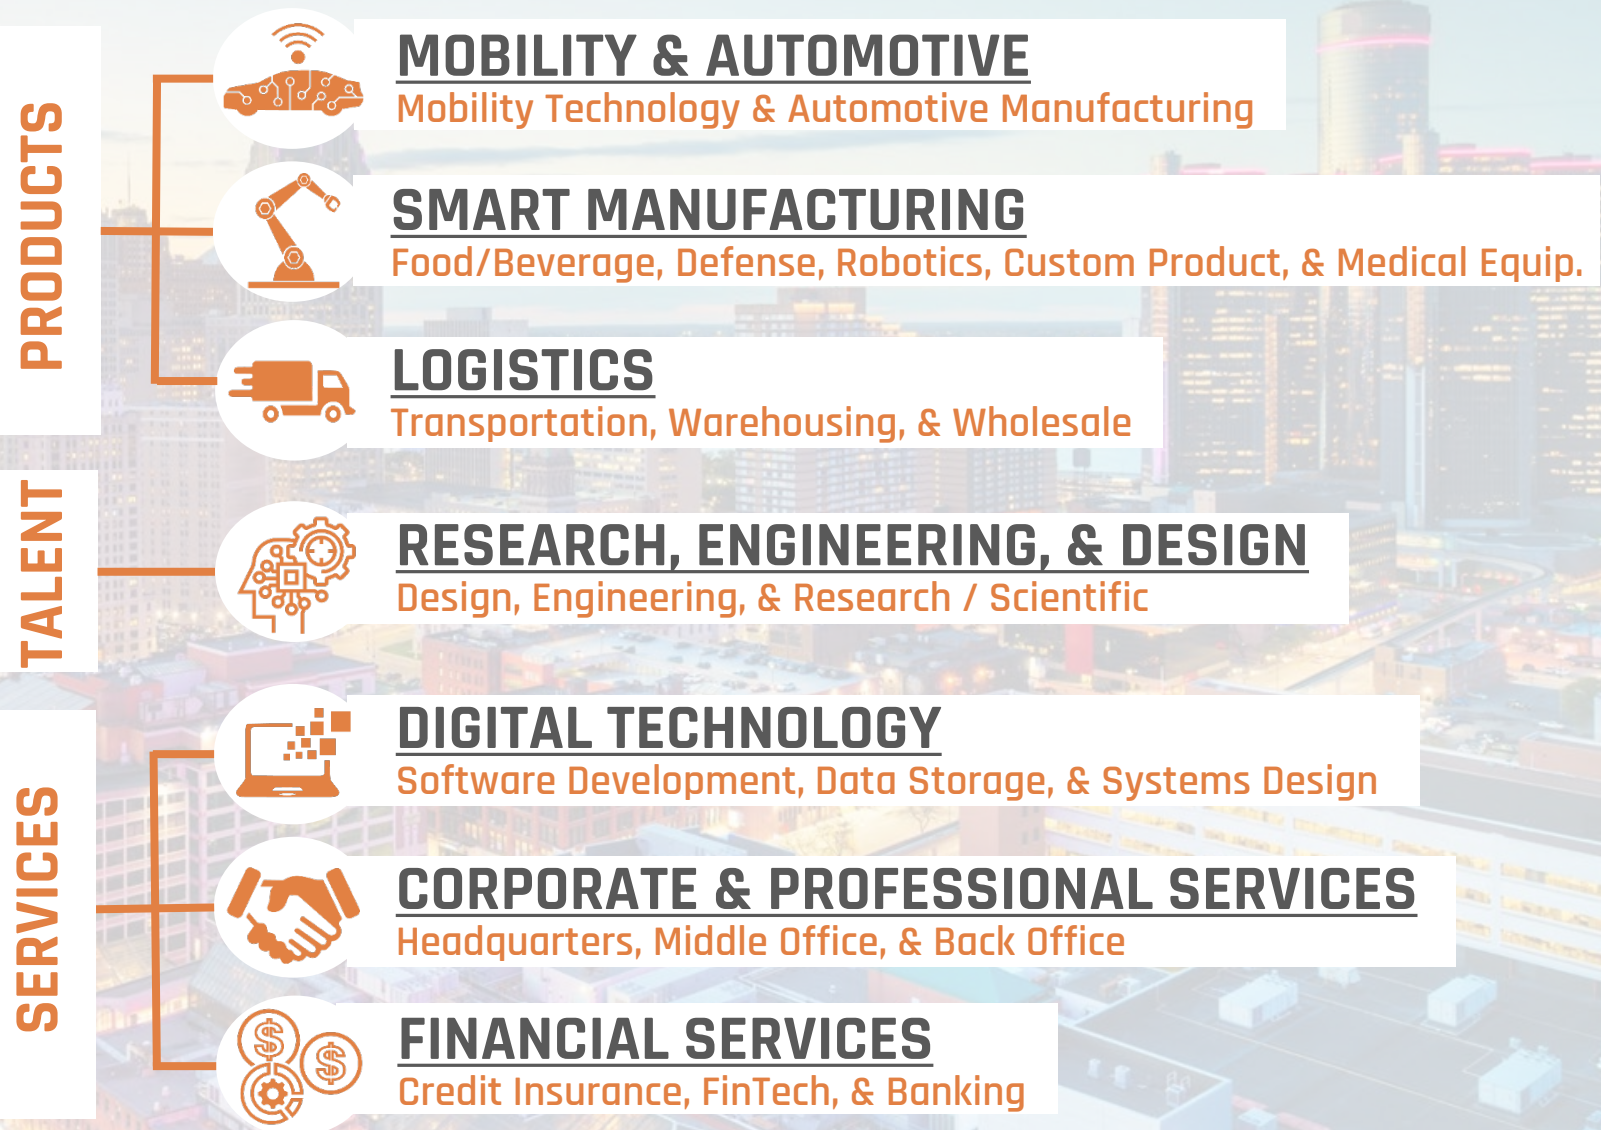 PRODUCTS
MOBILITY & AUTOMOTIVE
Mobility Technology & Automotive Manufacturing
SMART MANUFACTURING
Food/Beverage, Defense, Robotics, Custom Product, & Medical Equip.
LOGISTICS
Transportation, Warehousing, & Wholesale
TALENT
RESEARCH, ENGINEERING, & DESIGN
Design, Engineering, & Research / Scientific
SERVICES
DIGITAL TECHNOLOGY
Software Development, Data Storage, & Systems Design
CORPORATE & PROFESSIONAL SERVICES
Headquarters, Middle Office, & Back Office
FINANCIAL SERVICES
Credit Insurance, FinTech, & Banking
$
$